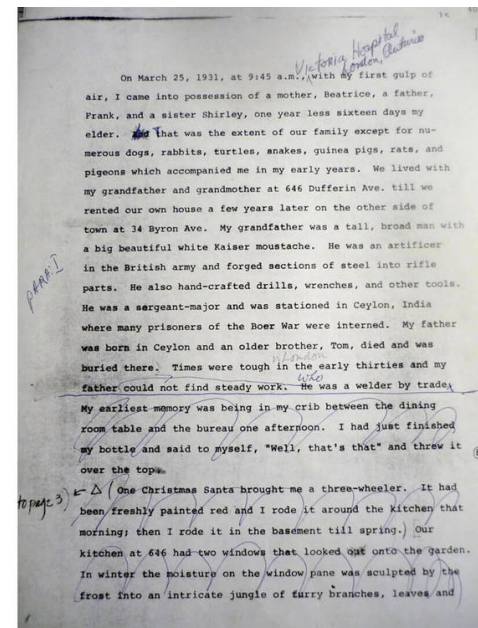 Victoria Hospital
London, Ontario
On March 25, 1931, at 9:45 a.m., with my first gulp of
air, I came into possession of a mother, Beatrice, a father,
Frank, and a sister Shirley, one year less sixteen days my
elder. That was the extent of our family except for nu-
merous dogs, rabbits, turtles, snakes, guinea pigs, rats, and
pigeons which accompanied me in my early years. We lived with
my grandfather and grandmother at 646 Dufferin Ave. till we
rented our own house a few years later on the other side of
town at 34 Byron Ave. My grandfather was a tall, broad man with
a big beautiful white Kaiser moustache. He was an artificer
in the British army and forged sections of steel into rifle
PARA: I
parts. He also hand-crafted drills, wrenches, and other tools.
He was a sergeant-major and was stationed in Ceylon, India
where many prisoners of the Boer War were interned. My father
was born in Ceylon and an older brother, Tom, died and was
in London
buried there. Times were tough in the early thirties and my
who
father could not find steady work. He was a welder by trade
My earliest memory was being in my crib between the dining
room table and the bureau one afternoon. I had just finished
my bottle and said to myself, "Well, that's that" and threw it
over the top.
to page 3) ← △ (One Christmas Santa brought me a three-wheeler. It had
been freshly painted red and I rode it around the kitchen that
morning; then I rode it in the basement till spring.) Our
kitchen at 646 had two windows that looked out onto the garden.
In winter the moisture on the window pane was sculpted by the
frost into an intricate jungle of furry branches, leaves and